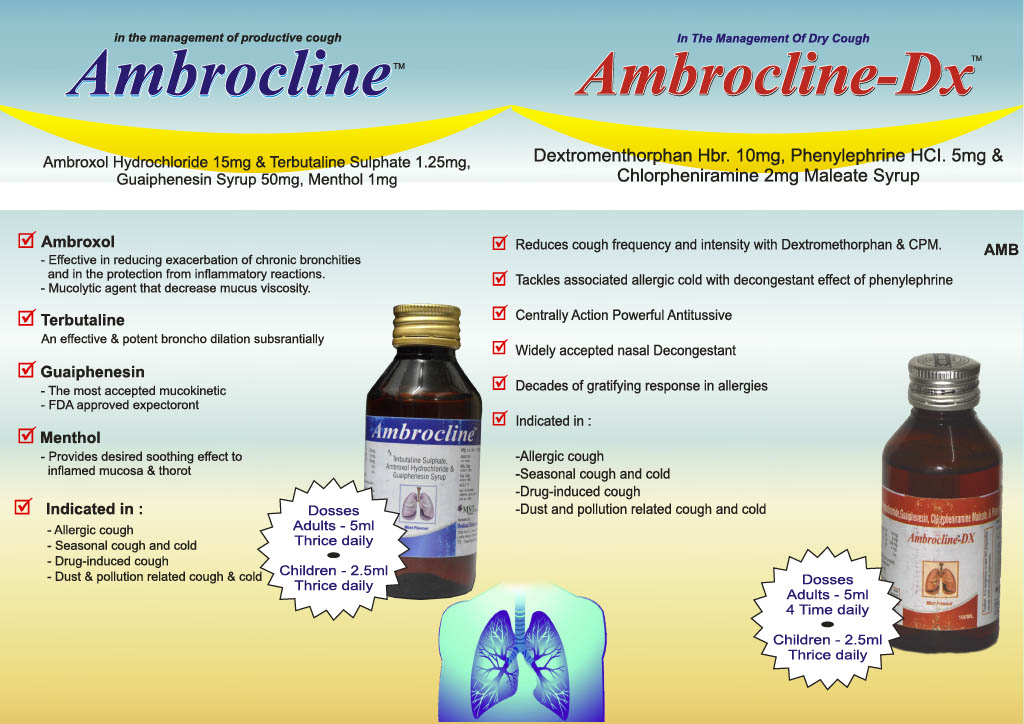 in the management of productive cough
Ambrocline™
Ambroxol Hydrochloride 15mg & Terbutaline Sulphate 1.25mg,
Guaiphenesin Syrup 50mg, Menthol 1mg
Ambroxol
- Effective in reducing exacerbation of chronic bronchities
and in the protection from inflammatory reactions.
- Mucolytic agent that decrease mucus viscosity.
Terbutaline
An effective & potent broncho dilation subsrantially
Guaiphenesin
- The most accepted mucokinetic
- FDA approved expectoront
Menthol
- Provides desired soothing effect to
inflamed mucosa & thorot
Indicated in :
- Allergic cough
- Seasonal cough and cold
- Drug-induced cough
- Dust & pollution related cough & cold
Dosses
Adults - 5ml
Thrice daily
Children - 2.5ml
Thrice daily
Ambrocline
Terbutaline Sulphate,
Ambroxol Hydrochloride &
Guaiphenesin Syrup
Mint Flavour
In The Management Of Dry Cough
Ambrocline-Dx™
Dextromenthorphan Hbr. 10mg, Phenylephrine HCI. 5mg &
Chlorpheniramine 2mg Maleate Syrup
Reduces cough frequency and intensity with Dextromethorphan & CPM.
AMB
Tackles associated allergic cold with decongestant effect of phenylephrine
Centrally Action Powerful Antitussive
Widely accepted nasal Decongestant
Decades of gratifying response in allergies
Indicated in :
-Allergic cough
-Seasonal cough and cold
-Drug-induced cough
-Dust and pollution related cough and cold
Dosses
Adults - 5ml
4 Time daily
Children - 2.5ml
Thrice daily
Guaiphenesin, Chlorpheniramine Maleate &
Ambrocline-DX
Mint Flavour
100ML